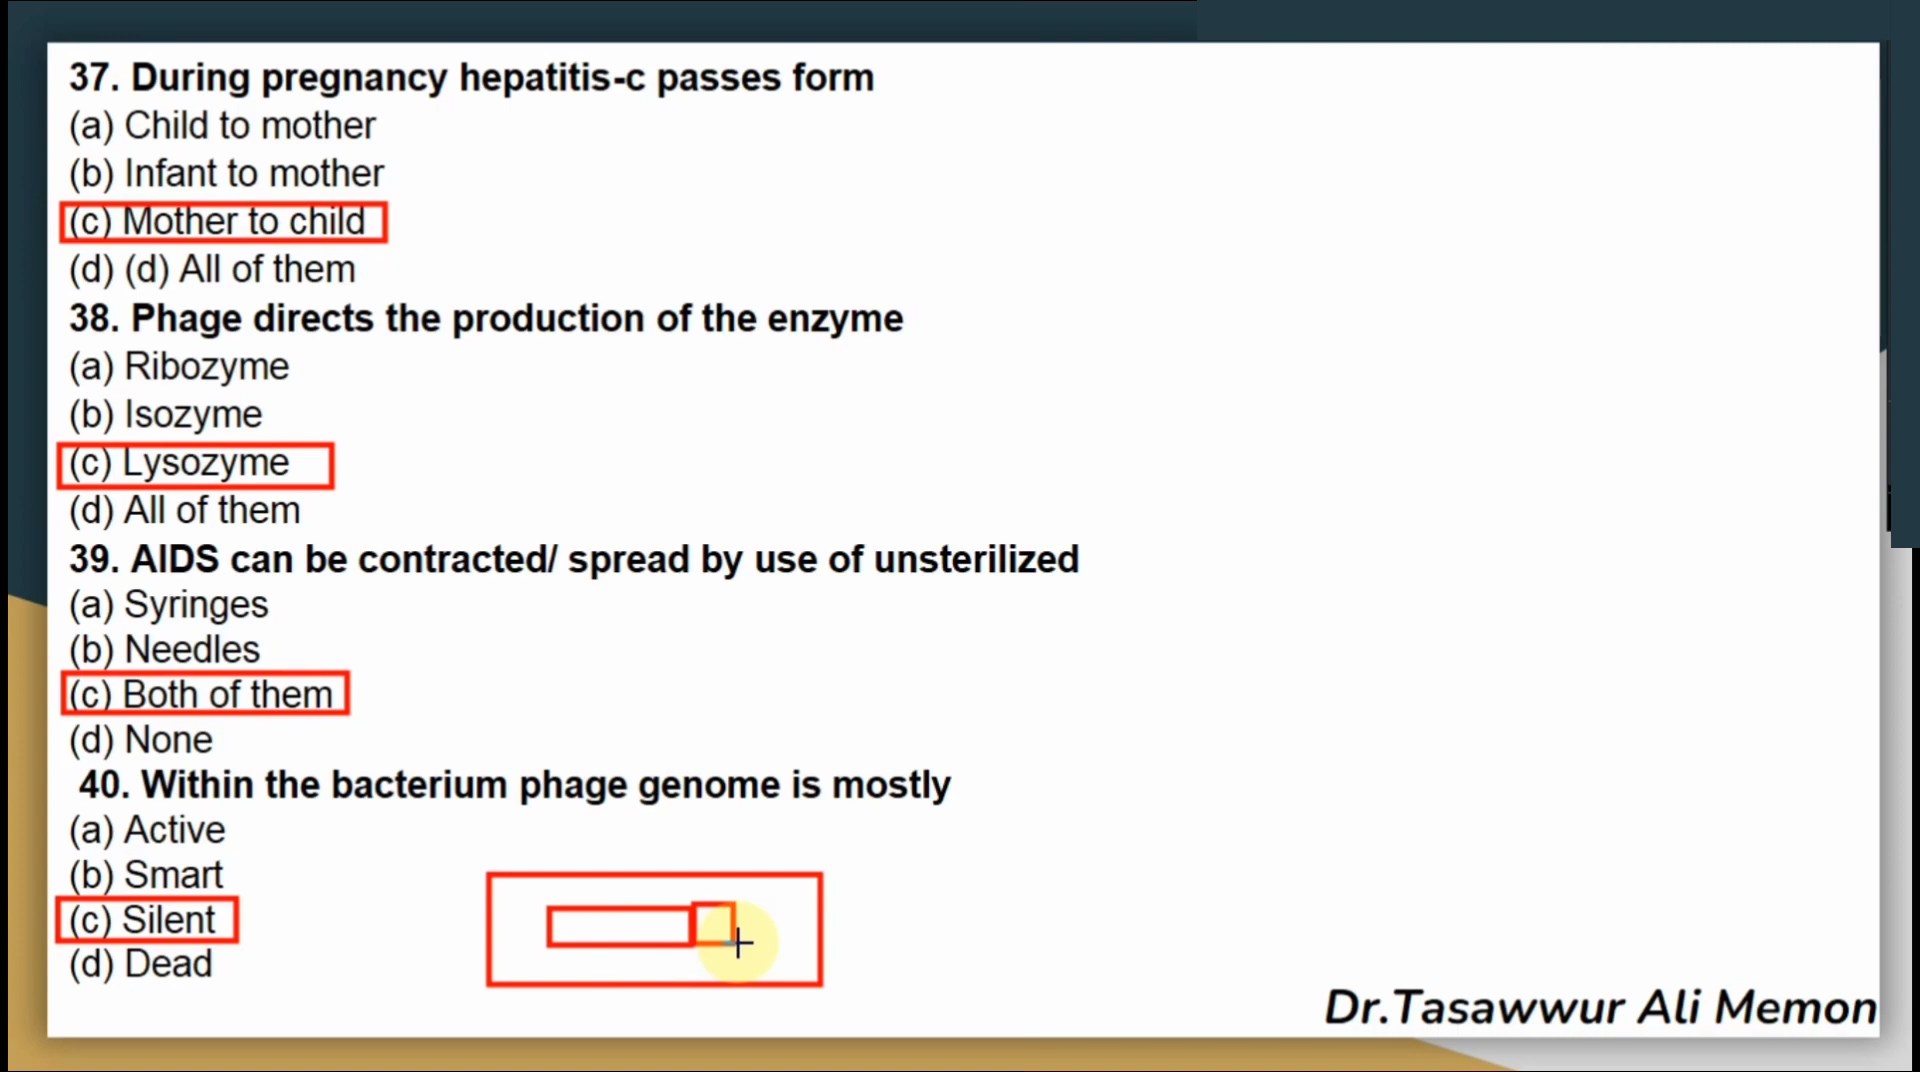 37. During pregnancy hepatitis-c passes form
(a) Child to mother
(b) Infant to mother
(c) Mother to child
(d) (d) All of them
38. Phage directs the production of the enzyme
(a) Ribozyme
(b) Isozyme
(c) Lysozyme
(d) All of them
39. AIDS can be contracted/ spread by use of unsterilized
(a) Syringes
(b) Needles
(c) Both of them
(d) None
40. Within the bacterium phage genome is mostly
(a) Active
(b) Smart
(c) Silent
(d) Dead
Dr.Tasawwur Ali Memon